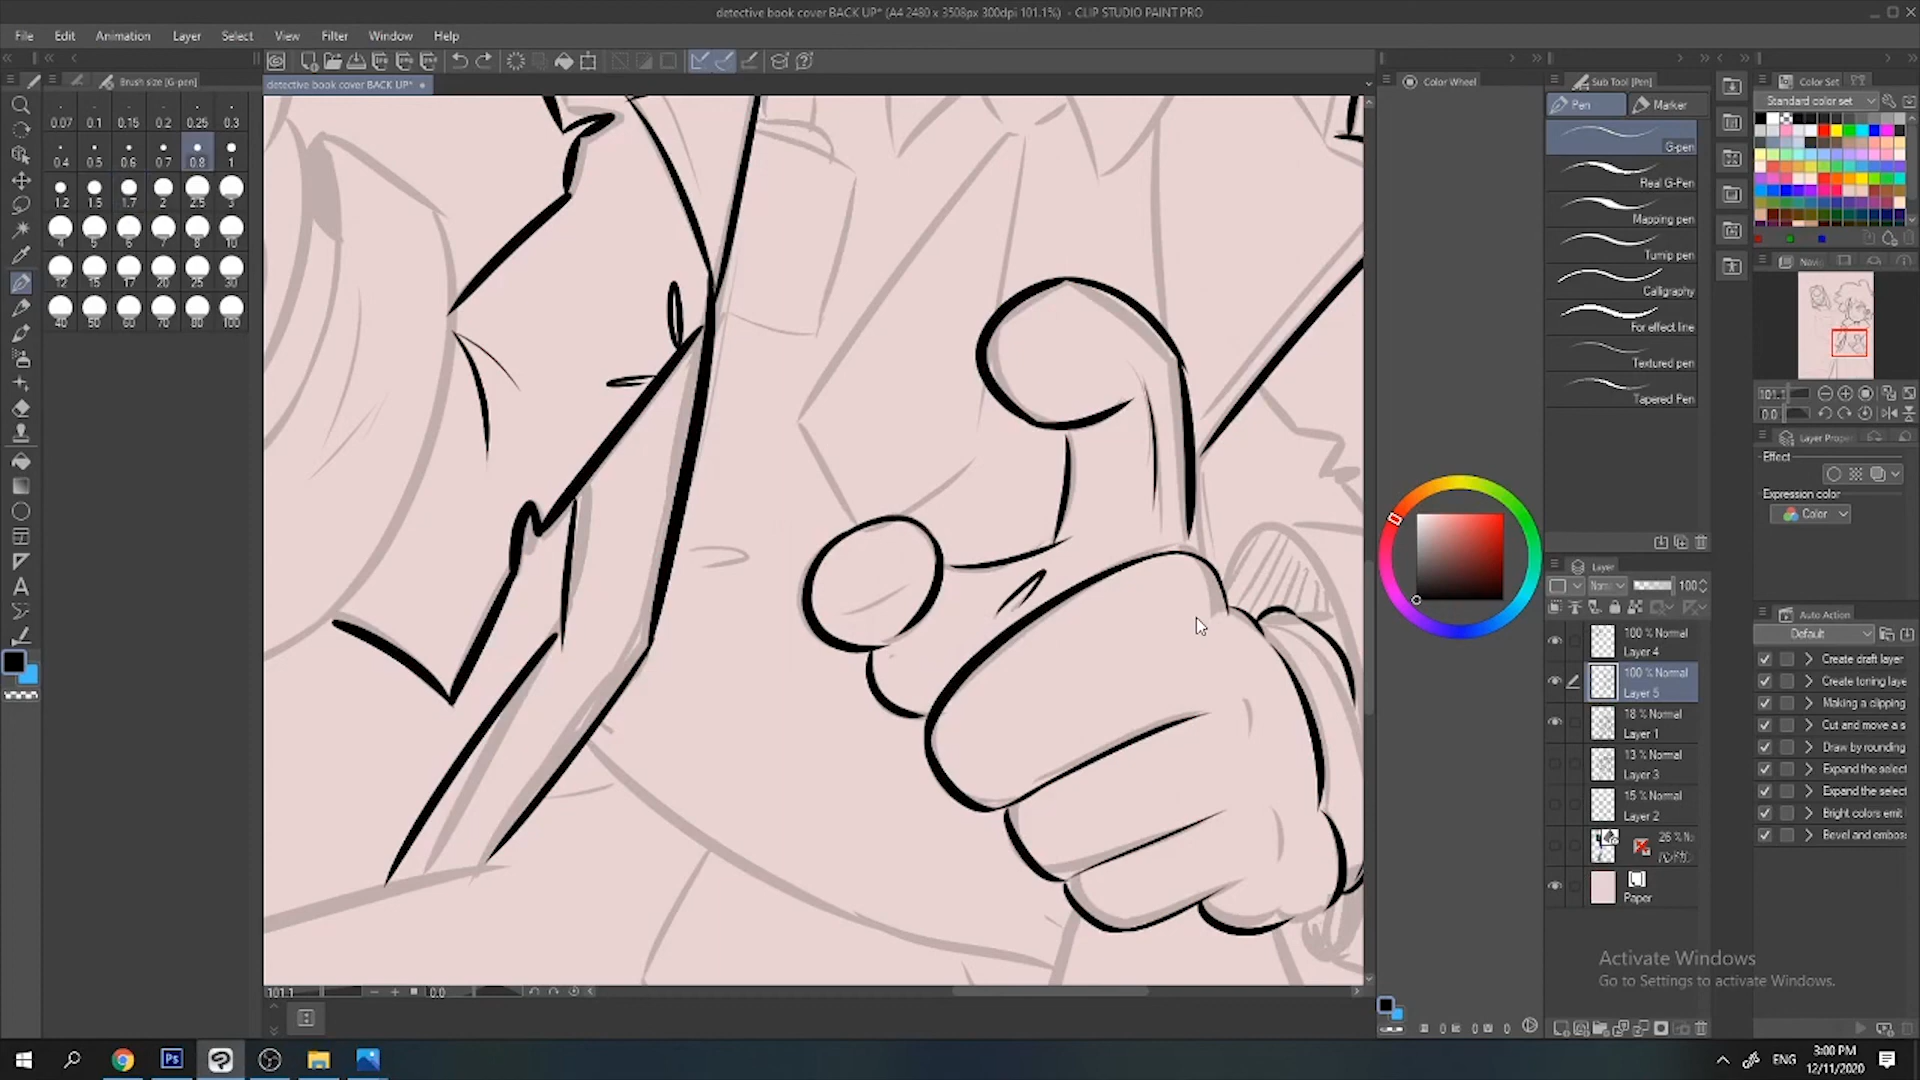 detective book cover BACK UP* (A4 2480 x 3508px 300dpi 101.1%) - CLIP STUDIO PAINT PRO
File Edit Animation Layer Select View Filter Window Help
Brush size [G-pen]
detective book cover BACK UP*
Color Wheel
Sub Tool [Pen]
Color Set
0.07 0.1 0.15 0.2 0.25 0.3
0.4 0.5 0.6 0.7 0.8 1
1.2 1.5 1.7 2 2.5 3
4 5 6 7 8 10
12 15 17 20 25 30
40 50 60 70 80 100
Pen
Marker
Standard color set
G-pen
Real G-Pen
Mapping pen
Turnip pen
Calligraphy
For effect line
Textured pen
Tapered Pen
Navi
101.1
0.0
Layer Proper
Effect
Expression color
Color
Layer
100
100 % Normal
Layer 4
100 % Normal
Layer 5
18 % Normal
Layer 1
13 % Normal
Layer 3
15 % Normal
Layer 2
26 % No
Paper
Auto Action
Default
Create draft layer
Create toning laye
Making a clipping
Cut and move a s
Draw by rounding
Expand the select
Expand the select
Bright colors emit
Bevel and embos
Activate Windows
Go to Settings to activate Windows.
101.1
0.0
0 0 0
Ps
ENG
3:00 PM
12/11/2020